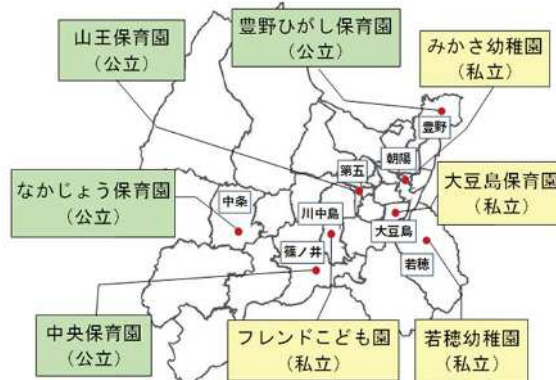 山王保育園
（公立）
豊野ひがし保育園
（公立）
みかさ幼稚園
（私立）
豊野
朝陽
第五
なかじょう保育園
（公立）
中条
川中島
大豆島
大豆島保育園
（私立）
篠ノ井
若穂
中央保育園
（公立）
フレンドこども園
（私立）
若穂幼稚園
（私立）